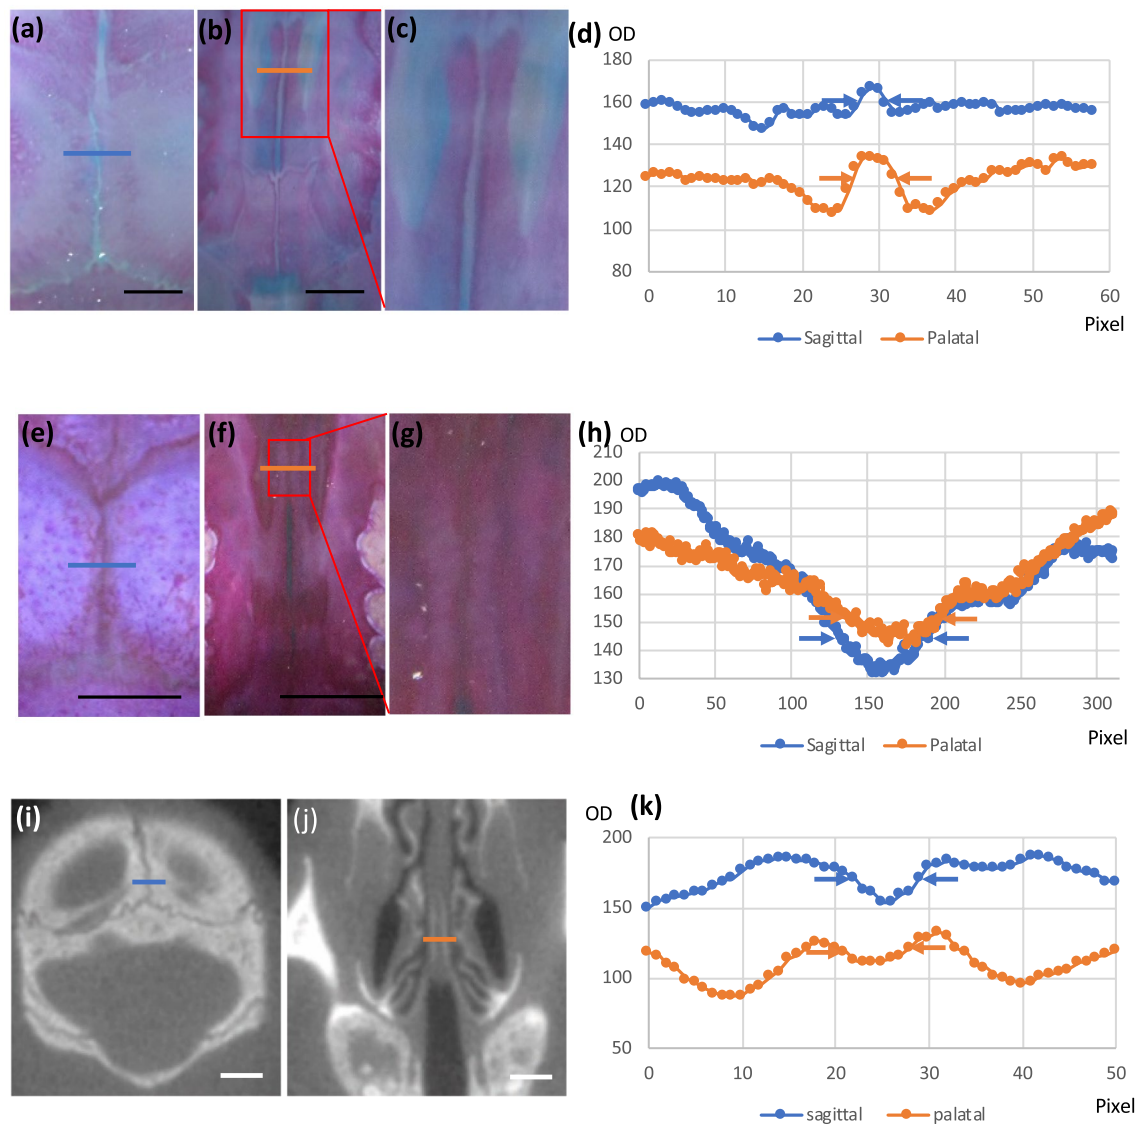 (a)
(b)
(c)
(d) OD
180
160
140
120
100
80
0 10 20 30 40 50 60
Pixel
Sagittal Palatal
(e)
(f)
(g)
(h) OD
210
200
190
180
170
160
150
140
130
0 50 100 150 200 250 300
Pixel
Sagittal Palatal
(i)
(j)
OD (k)
200
150
100
50
0 10 20 30 40 50
Pixel
sagittal palatal